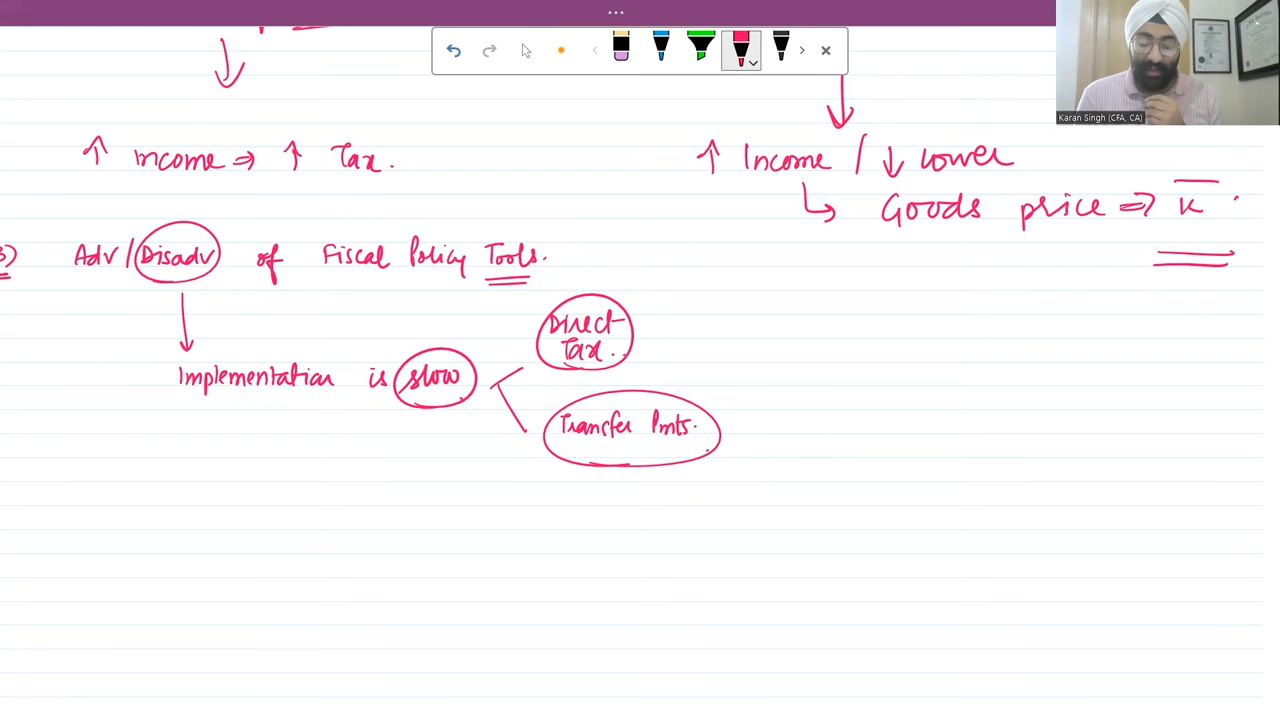 Karan Singh (CFA, CA)
↑ income ⇒ ↑ Tax.
↑ Income / ↓ Lower
↳ Goods price ⇒ K
3) Adv/Disadv of Fiscal Policy Tools.
Implementation is slow
Direct
Tax..
Transfer Pmts.